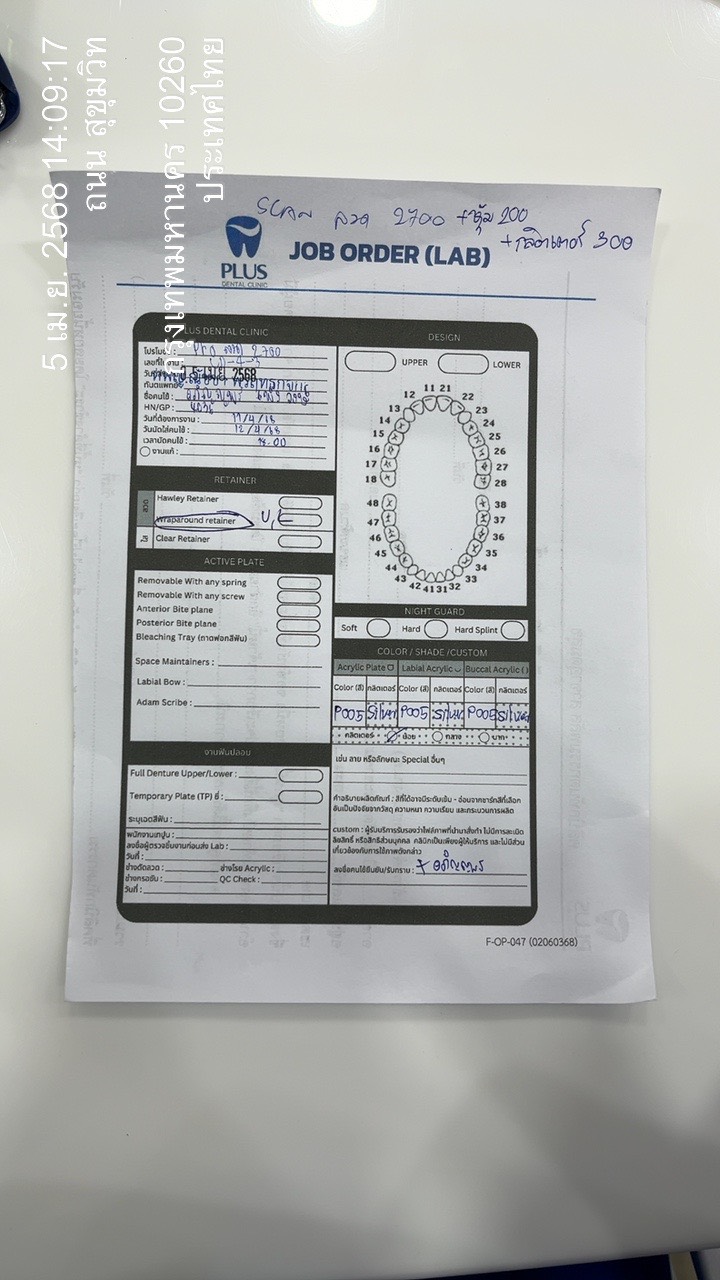 5 เม.ย. 2568 14:09:17
ถนน สุขุมวิท
กรุงเทพมหานคร 10260
ประเทศไทย
SCAN ลวด 2700 +หุ้ม 200
+กลิตเตอร์ 300
PLUS
DENTAL CLINIC
JOB ORDER (LAB)
PLUS DENTAL CLINIC
โปรโมชั่น : 2,700
เลขที่ใบงาน :
2568
ทันตแพทย์ :
ชื่อคนไข้ :
HN/GP :
วันที่ต้องการงาน : 11/4/68
วันนัดใส่คนไข้ : 12/4/68
เวลานัดคนไข้ : .00
งานแก้ :
RETAINER
ลวด
Hawley Retainer
Wraparound retainer U,L
ใส
Clear Retainer
ACTIVE PLATE
Removable With any spring
Removable With any screw
Anterior Bite plane
Posterior Bite plane
Bleaching Tray (ถาดฟอกสีฟัน)
Space Maintainers :
Labial Bow :
Adam Scribe :
งานฟันปลอม
Full Denture Upper/Lower :
Temporary Plate (TP) ซี่ :
ระบุเฉดสีฟัน :
พนักงานเทปูน :
ลงชื่อผู้ตรวจชิ้นงานก่อนส่ง Lab :
วันที่ :
ช่างดัดลวด : ช่างโรย Acrylic :
ช่างกรอขัด : QC Check :
วันที่ :
DESIGN
UPPER LOWER
11 21
12 22
13 23
14 24
15 25
16 26
17 27
18 28
48 38
47 37
46 36
45 35
44 34
43 33
42 41 31 32
NIGHT GUARD
Soft Hard Hard Splint
COLOR / SHADE /CUSTOM
Acrylic Plate Labial Acrylic Buccal Acrylic ( )
Color (สี) กลิตเตอร์ Color (สี) กลิตเตอร์ Color (สี) กลิตเตอร์
P005 Silver P005 Silver P005 Silver
กลิตเตอร์ น้อย กลาง มาก
เช่น ลาย หรือลักษณะ Special อื่นๆ
คำอธิบายผลิตภัณฑ์ : สีที่ได้อาจมีระดับเข้ม - อ่อนจากชาร์ทสีที่เลือก
อันเป็นปัจจัยจากวัสดุ ความหนา ความเรียบ และกระบวนการผลิต
custom : ผู้รับบริการรับรองว่าไฟล์ภาพที่นำมาสั่งทำ ไม่มีการละเมิด
ลิขสิทธิ์ หรือสิทธิส่วนบุคคล คลินิกเป็นเพียงผู้ให้บริการ และไม่มีส่วน
เกี่ยวข้องกับการใช้ภาพดังกล่าว
ลงชื่อคนไข้ยืนยัน/รับทราบ :
F-OP-047 (02060368)